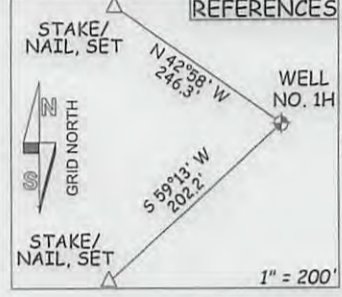 REFERENCES
STAKE/
NAIL, SET
N 42°58' W
246.3'
WELL
NO. 1H
N
S
GRID NORTH
S 59°13' W
202.2'
STAKE/
NAIL, SET
1" = 200'